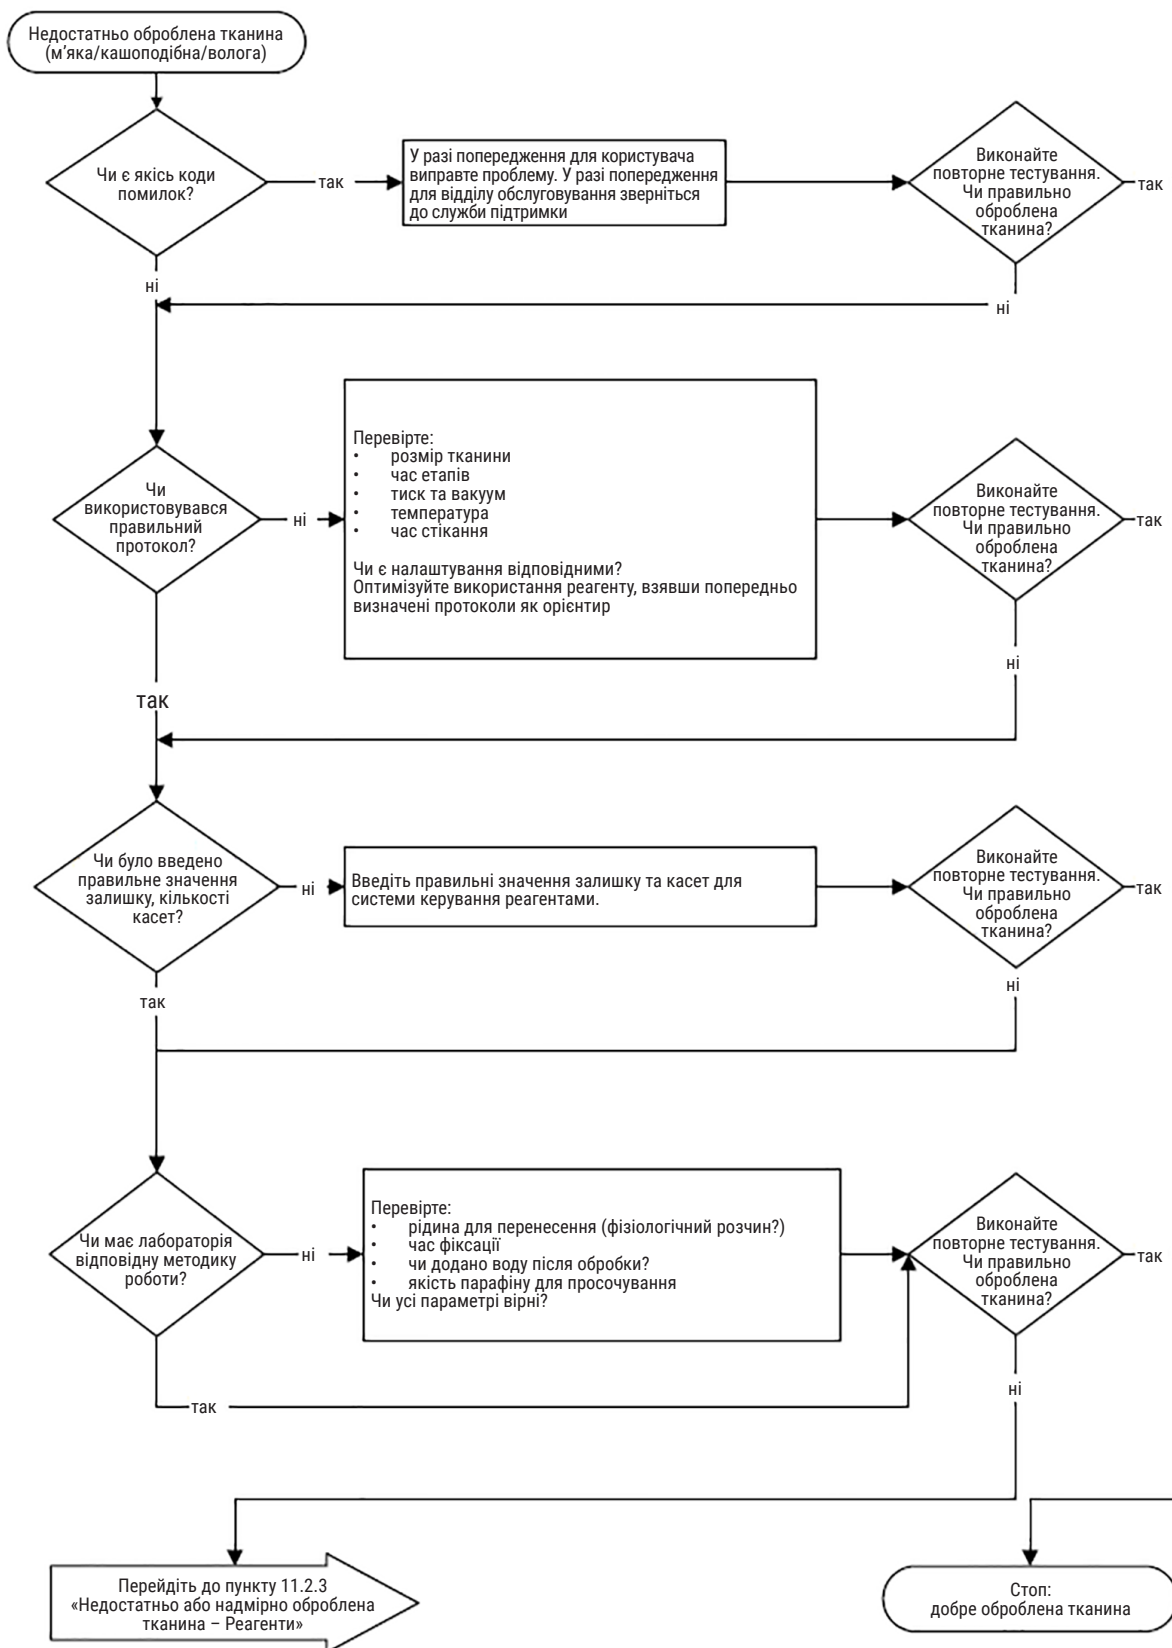 Недостатньо оброблена тканина
(м’яка/кашоподібна/волога)
Чи є якісь коди
помилок?
так
У разі попередження для користувача
виправте проблему. У разі попередження
для відділу обслуговування зверніться
до служби підтримки
Виконайте
повторне тестування.
Чи правильно
оброблена
тканина?
так
ні
ні
Чи
використовувався
правильний
протокол?
ні
Перевірте:
• розмір тканини
• час етапів
• тиск та вакуум
• температура
• час стікання
Чи є налаштування відповідними?
Оптимізуйте використання реагенту, взявши попередньо
визначені протоколи як орієнтир
Виконайте
повторне тестування.
Чи правильно
оброблена
тканина?
так
ні
так
Чи було введено
правильне значення
залишку, кількості
касет?
ні
Введіть правильні значення залишку та касет для
системи керування реагентами.
Виконайте
повторне тестування.
Чи правильно
оброблена
тканина?
так
ні
так
Чи має лабораторія
відповідну методику
роботи?
ні
Перевірте:
• рідина для перенесення (фізіологічний розчин?)
• час фіксації
• чи додано воду після обробки?
• якість парафіну для просочування
Чи усі параметрі вірні?
Виконайте
повторне тестування.
Чи правильно
оброблена
тканина?
так
ні
так
Перейдіть до пункту 11.2.3
«Недостатньо або надмірно оброблена
тканина – Реагенти»
Стоп:
добре оброблена тканина